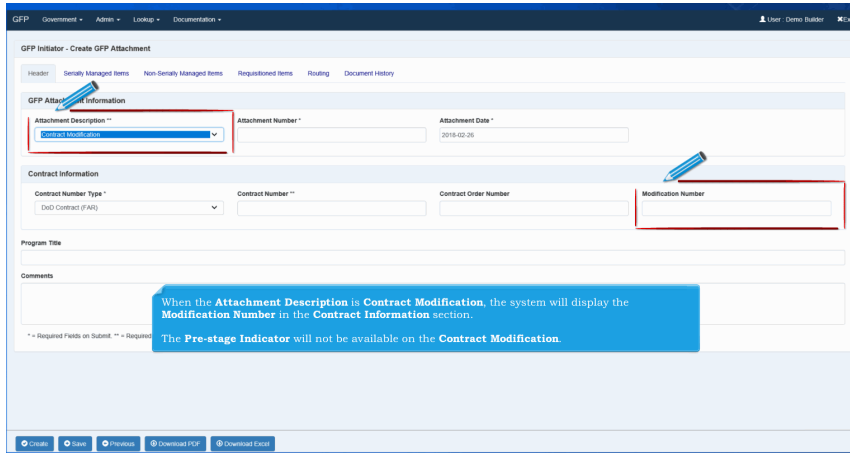 GFP Government Admin Lookup Documentation User : Demo Builder
GFP Initiator - Create GFP Attachment
Header Serially Managed Items Non-Serially Managed Items Requisitioned Items Routing Document History
GFP Attachment Information
Attachment Description ** Attachment Number * Attachment Date *
Contract Modification 2016-02-26
Contract Information
Contract Number Type * Contract Number ** Contract Order Number Modification Number
DoD Contract (FAR)
Program Title
Comments
When the Attachment Description is Contract Modification, the system will display the
Modification Number in the Contract Information section.
The Pre-stage Indicator will not be available on the Contract Modification.
* = Required Fields on Submit. ** = Required
Create Save Previous Download PDF Download Excel